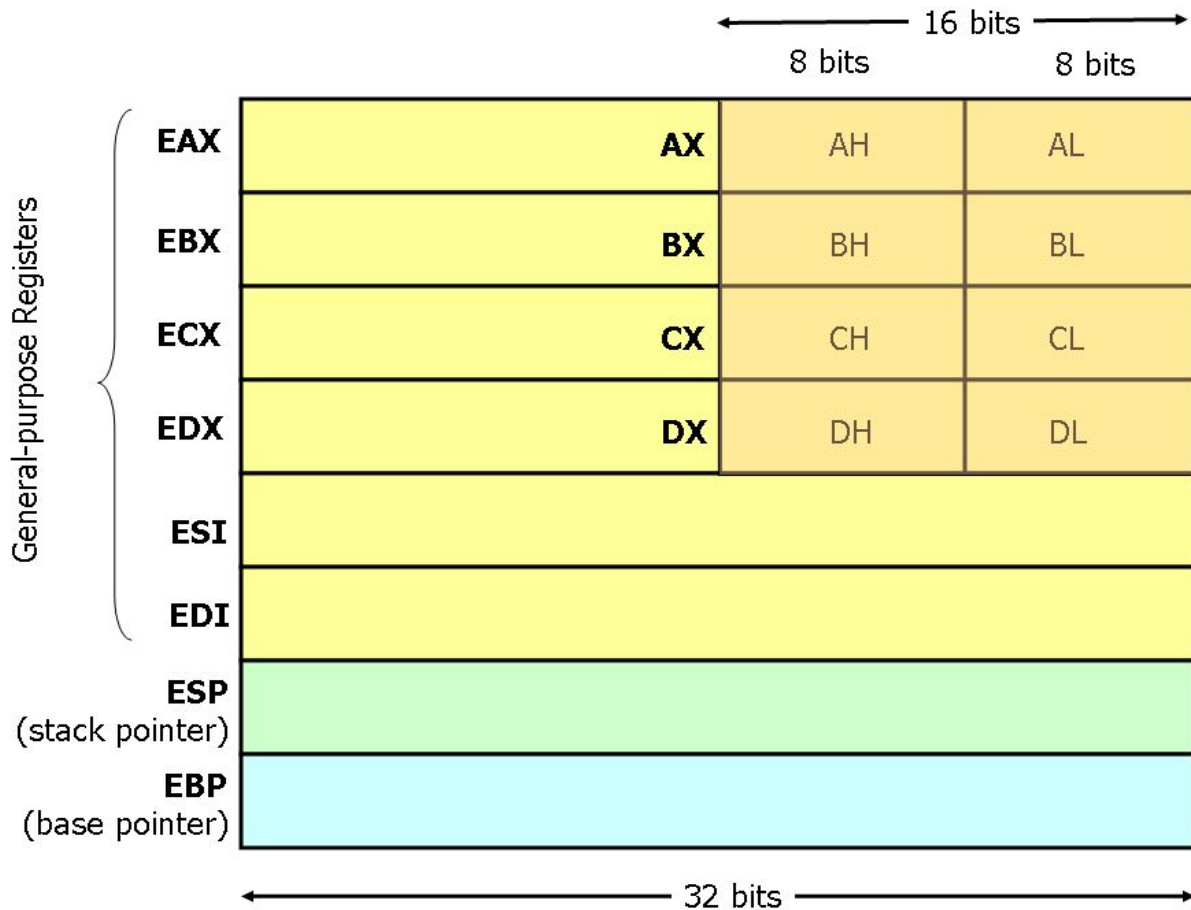 16 bits
8 bits 8 bits
General-purpose Registers
EAX AX AH AL
EBX BX BH BL
ECX CX CH CL
EDX DX DH DL
ESI
EDI
ESP
(stack pointer)
EBP
(base pointer)
32 bits